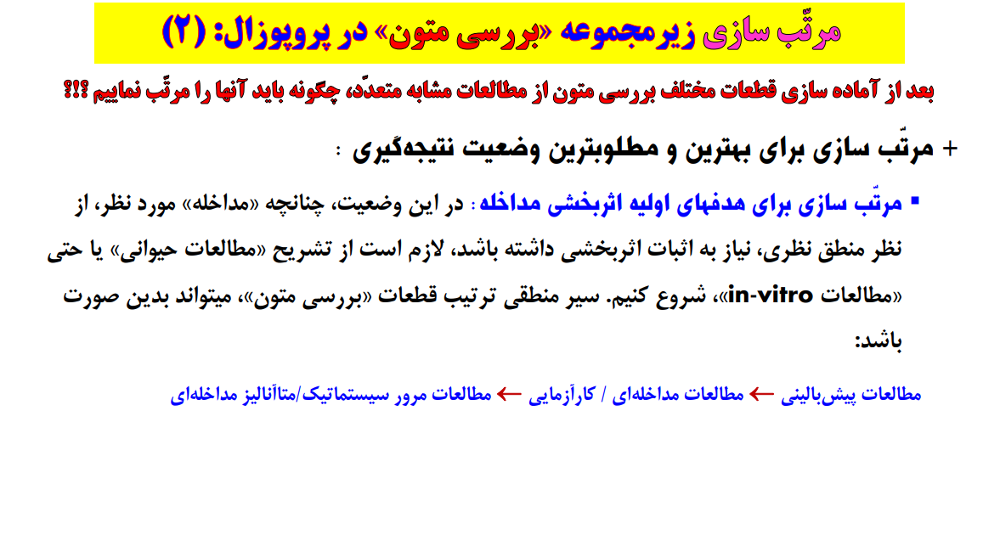 مرتّب سازی زیرمجموعه «بررسی متون» در پروپوزال: (۲)
بعد از آماده سازی قطعات مختلف بررسی متون از مطالعات مشابه متعدّد، چگونه باید آنها را مرتّب نماییم ؟!؟
+ مرتّب سازی برای بهترین و مطلوبترین وضعیت نتیجه‌گیری :
▪ مرتّب سازی برای هدفهای اولیه اثربخشی مداخله : در این وضعیت، چنانچه «مداخله» مورد نظر، از
نظر منطق نظری، نیاز به اثبات اثربخشی داشته باشد، لازم است از تشریح «مطالعات حیوانی» یا حتی
«مطالعات in-vitro»، شروع کنیم. سیر منطقی ترتیب قطعات «بررسی متون»، میتواند بدین صورت
باشد:
مطالعات پیش‌بالینی ← مطالعات مداخله‌ای / کارآزمایی ← مطالعات مرور سیستماتیک/متاآنالیز مداخله‌ای